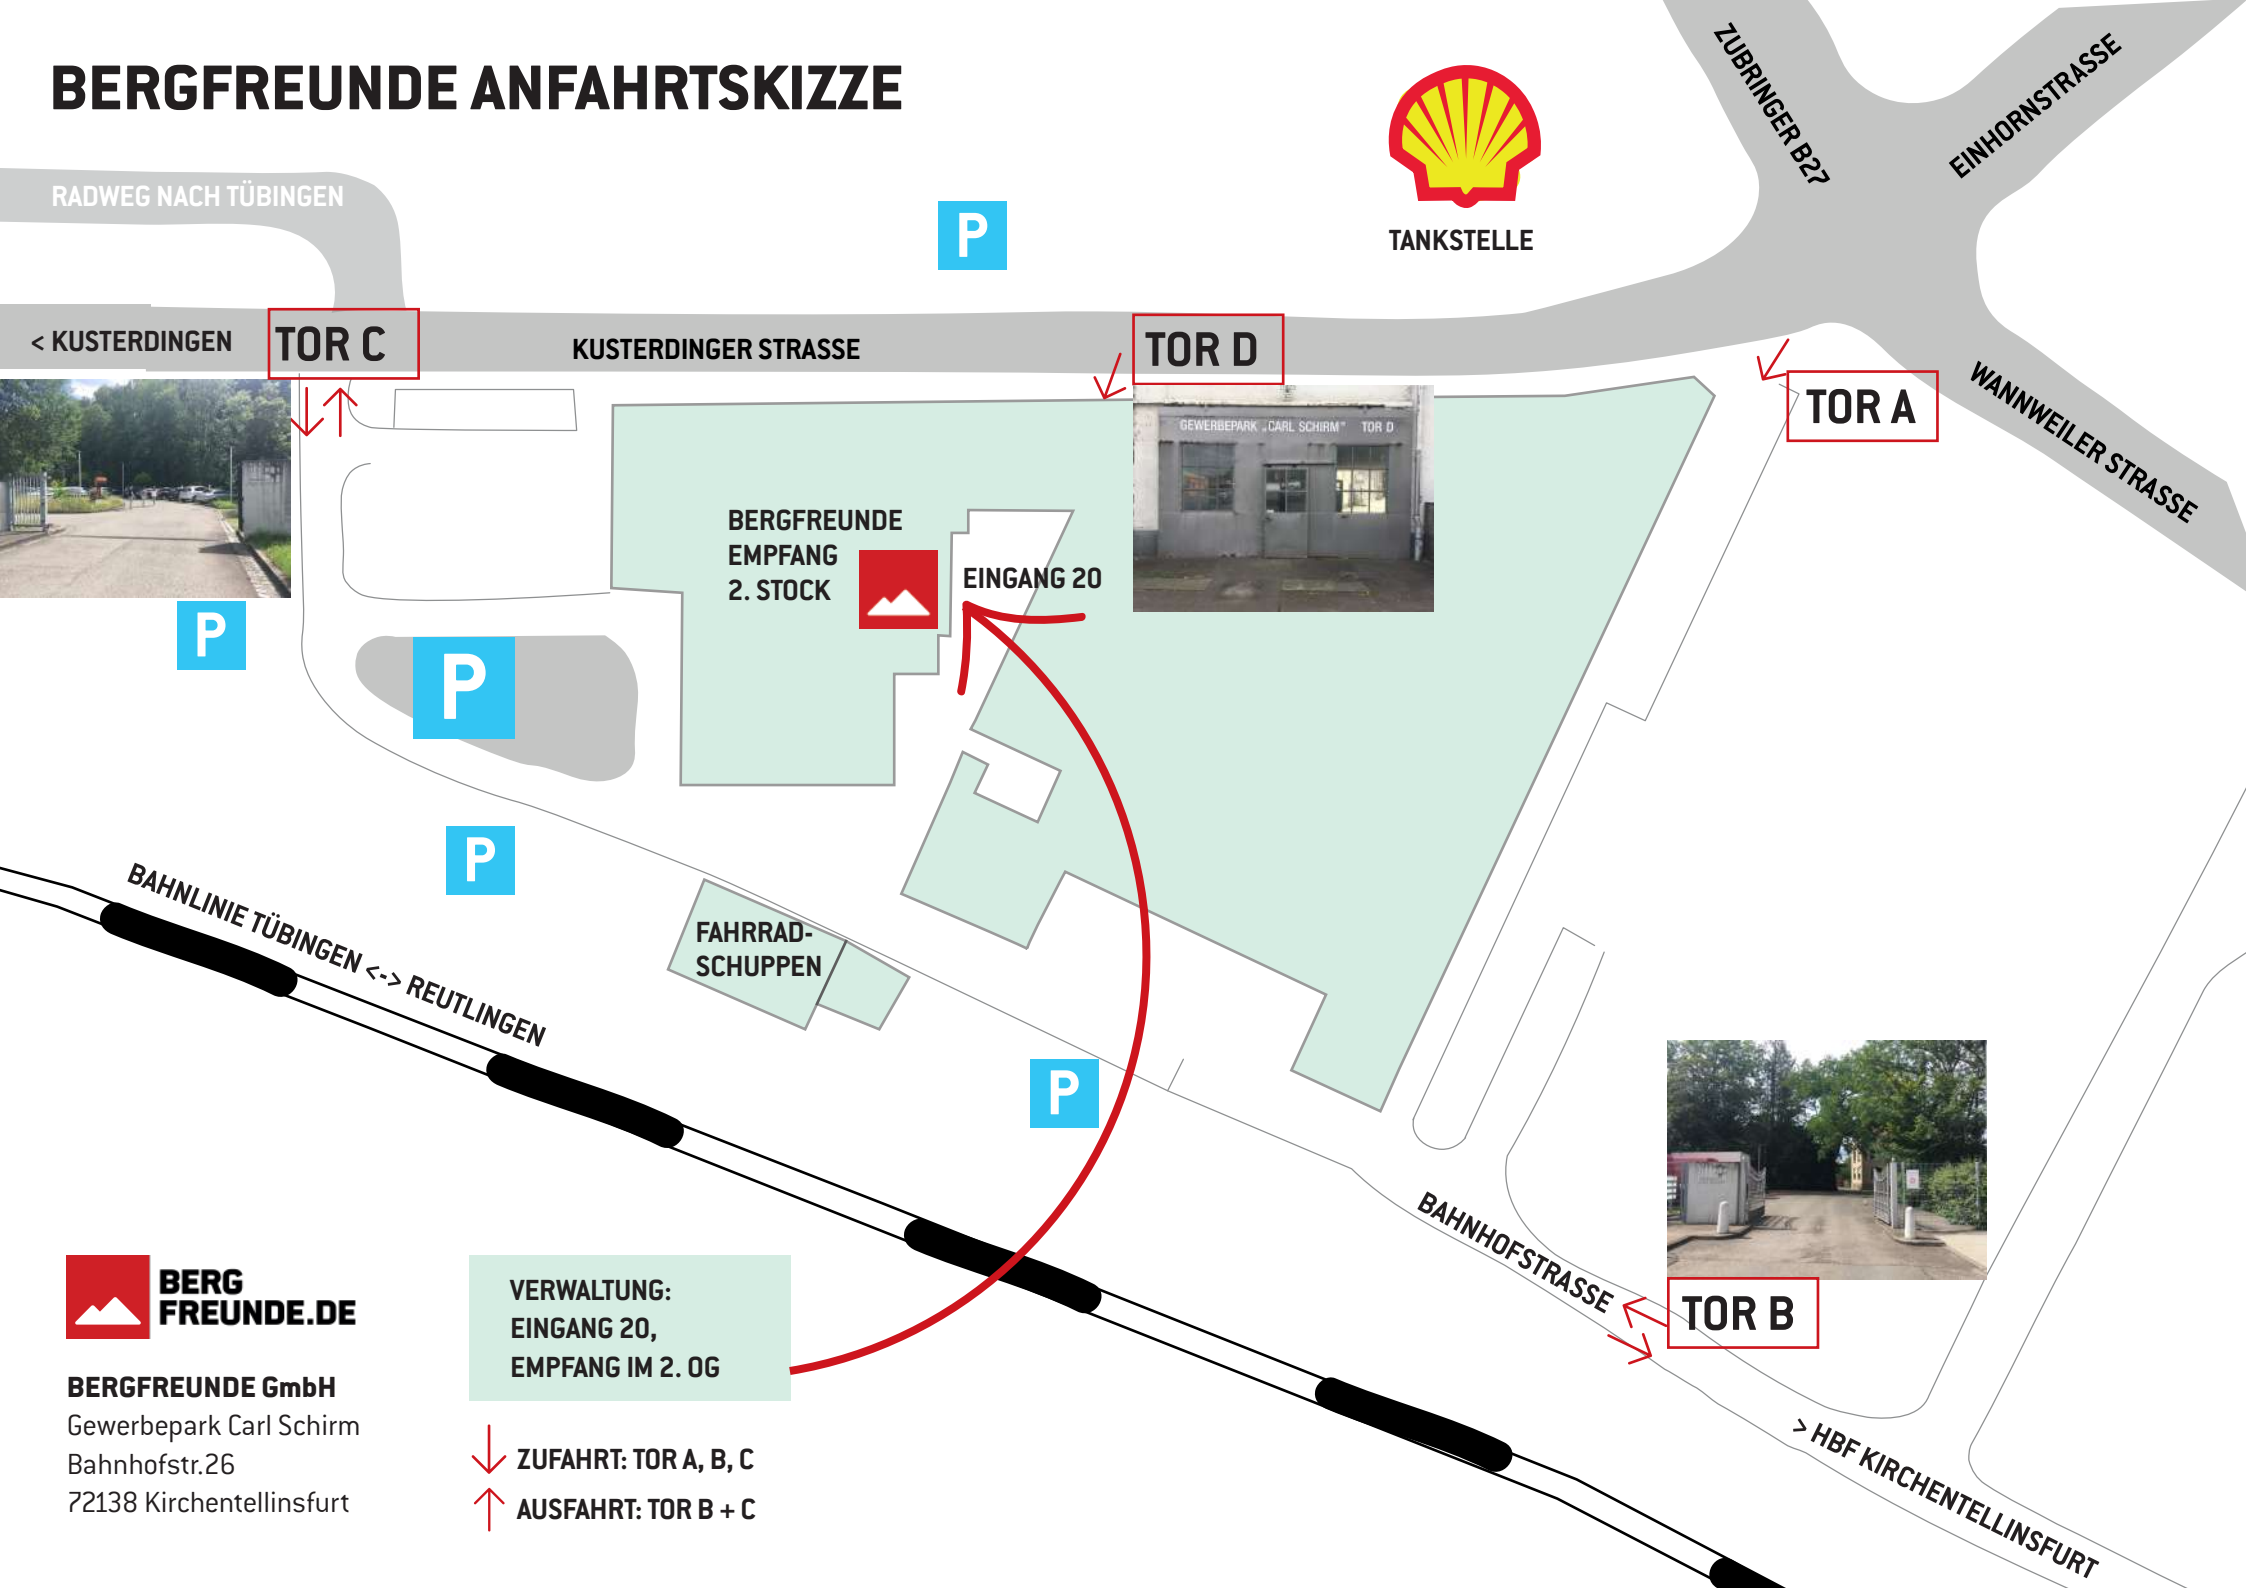 BERGFREUNDE ANFAHRTSKIZZE
ZUBRINGER B27
EINHORNSTRASSE
RADWEG NACH TÜBINGEN
P
TANKSTELLE
< KUSTERDINGEN
TOR C
KUSTERDINGER STRASSE
TOR D
TOR A
WANNWEILER STRASSE
GEWERBEPARK „CARL SCHIRM" TOR D
BERGFREUNDE
EMPFANG
2. STOCK
EINGANG 20
P
P
P
BAHNLINIE TÜBINGEN <-> REUTLINGEN
FAHRRAD-
SCHUPPEN
P
BAHNHOFSTRASSE
TOR B
> HBF KIRCHENTELLINSFURT
BERG
FREUNDE.DE
BERGFREUNDE GmbH
Gewerbepark Carl Schirm
Bahnhofstr.26
72138 Kirchentellinsfurt
VERWALTUNG:
EINGANG 20,
EMPFANG IM 2. OG
ZUFAHRT: TOR A, B, C
AUSFAHRT: TOR B + C